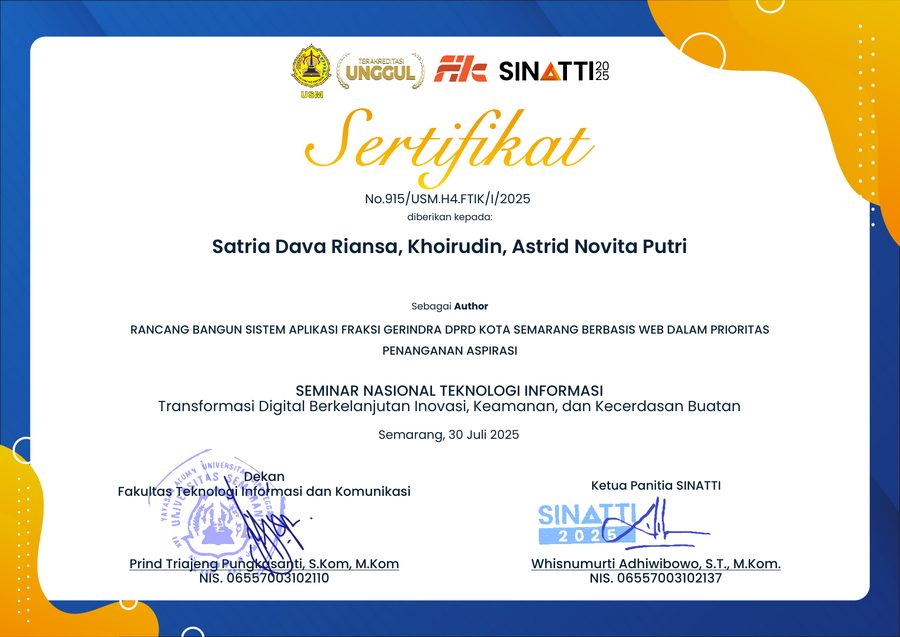 USM
TERAKREDITASI
UNGGUL
Fik
SINATTI 2025
Sertifikat
No.915/USM.H4.FTIK/I/2025
diberikan kepada:
Satria Dava Riansa, Khoirudin, Astrid Novita Putri
Sebagai Author
RANCANG BANGUN SISTEM APLIKASI FRAKSI GERINDRA DPRD KOTA SEMARANG BERBASIS WEB DALAM PRIORITAS
PENANGANAN ASPIRASI
SEMINAR NASIONAL TEKNOLOGI INFORMASI
Transformasi Digital Berkelanjutan Inovasi, Keamanan, dan Kecerdasan Buatan
Semarang, 30 Juli 2025
Dekan
Fakultas Teknologi Informasi dan Komunikasi
UNIVERSITAS SEMARANG
Prind Triajeng Pungkasanti, S.Kom, M.Kom
NIS. 06557003102110
Ketua Panitia SINATTI
SINATTI
2025
Whisnumurti Adhiwibowo, S.T., M.Kom.
NIS. 06557003102137